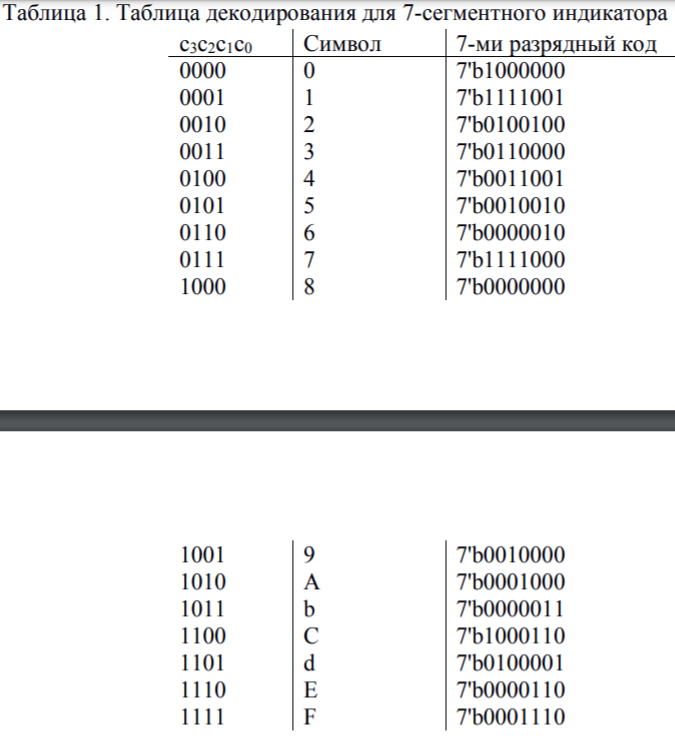 Таблица 1. Таблица декодирования для 7-сегментного индикатора
c₃c₂c₁c₀ Символ 7-ми разрядный код
0000 0 7'b1000000
0001 1 7'b1111001
0010 2 7'b0100100
0011 3 7'b0110000
0100 4 7'b0011001
0101 5 7'b0010010
0110 6 7'b0000010
0111 7 7'b1111000
1000 8 7'b0000000
1001 9 7'b0010000
1010 A 7'b0001000
1011 b 7'b0000011
1100 C 7'b1000110
1101 d 7'b0100001
1110 E 7'b0000110
1111 F 7'b0001110